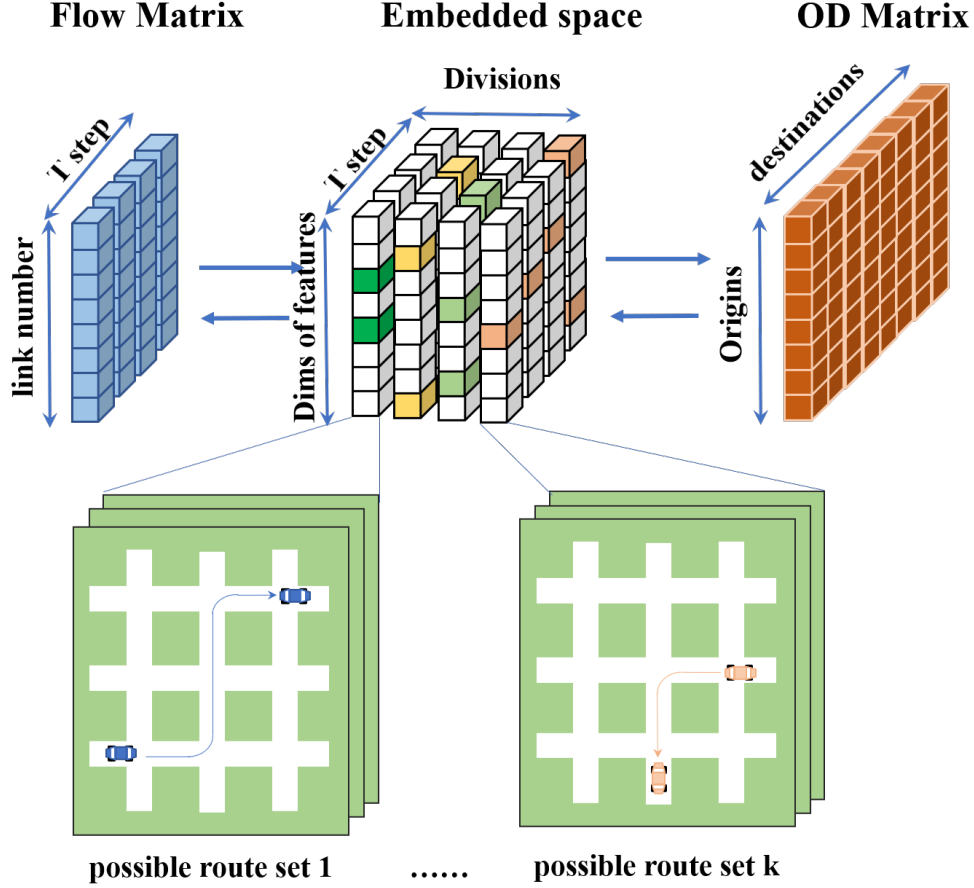 Flow Matrix
Embedded space
OD Matrix
Divisions
T step
T step
destinations
link number
Dims of features
Origins
possible route set 1
......
possible route set k